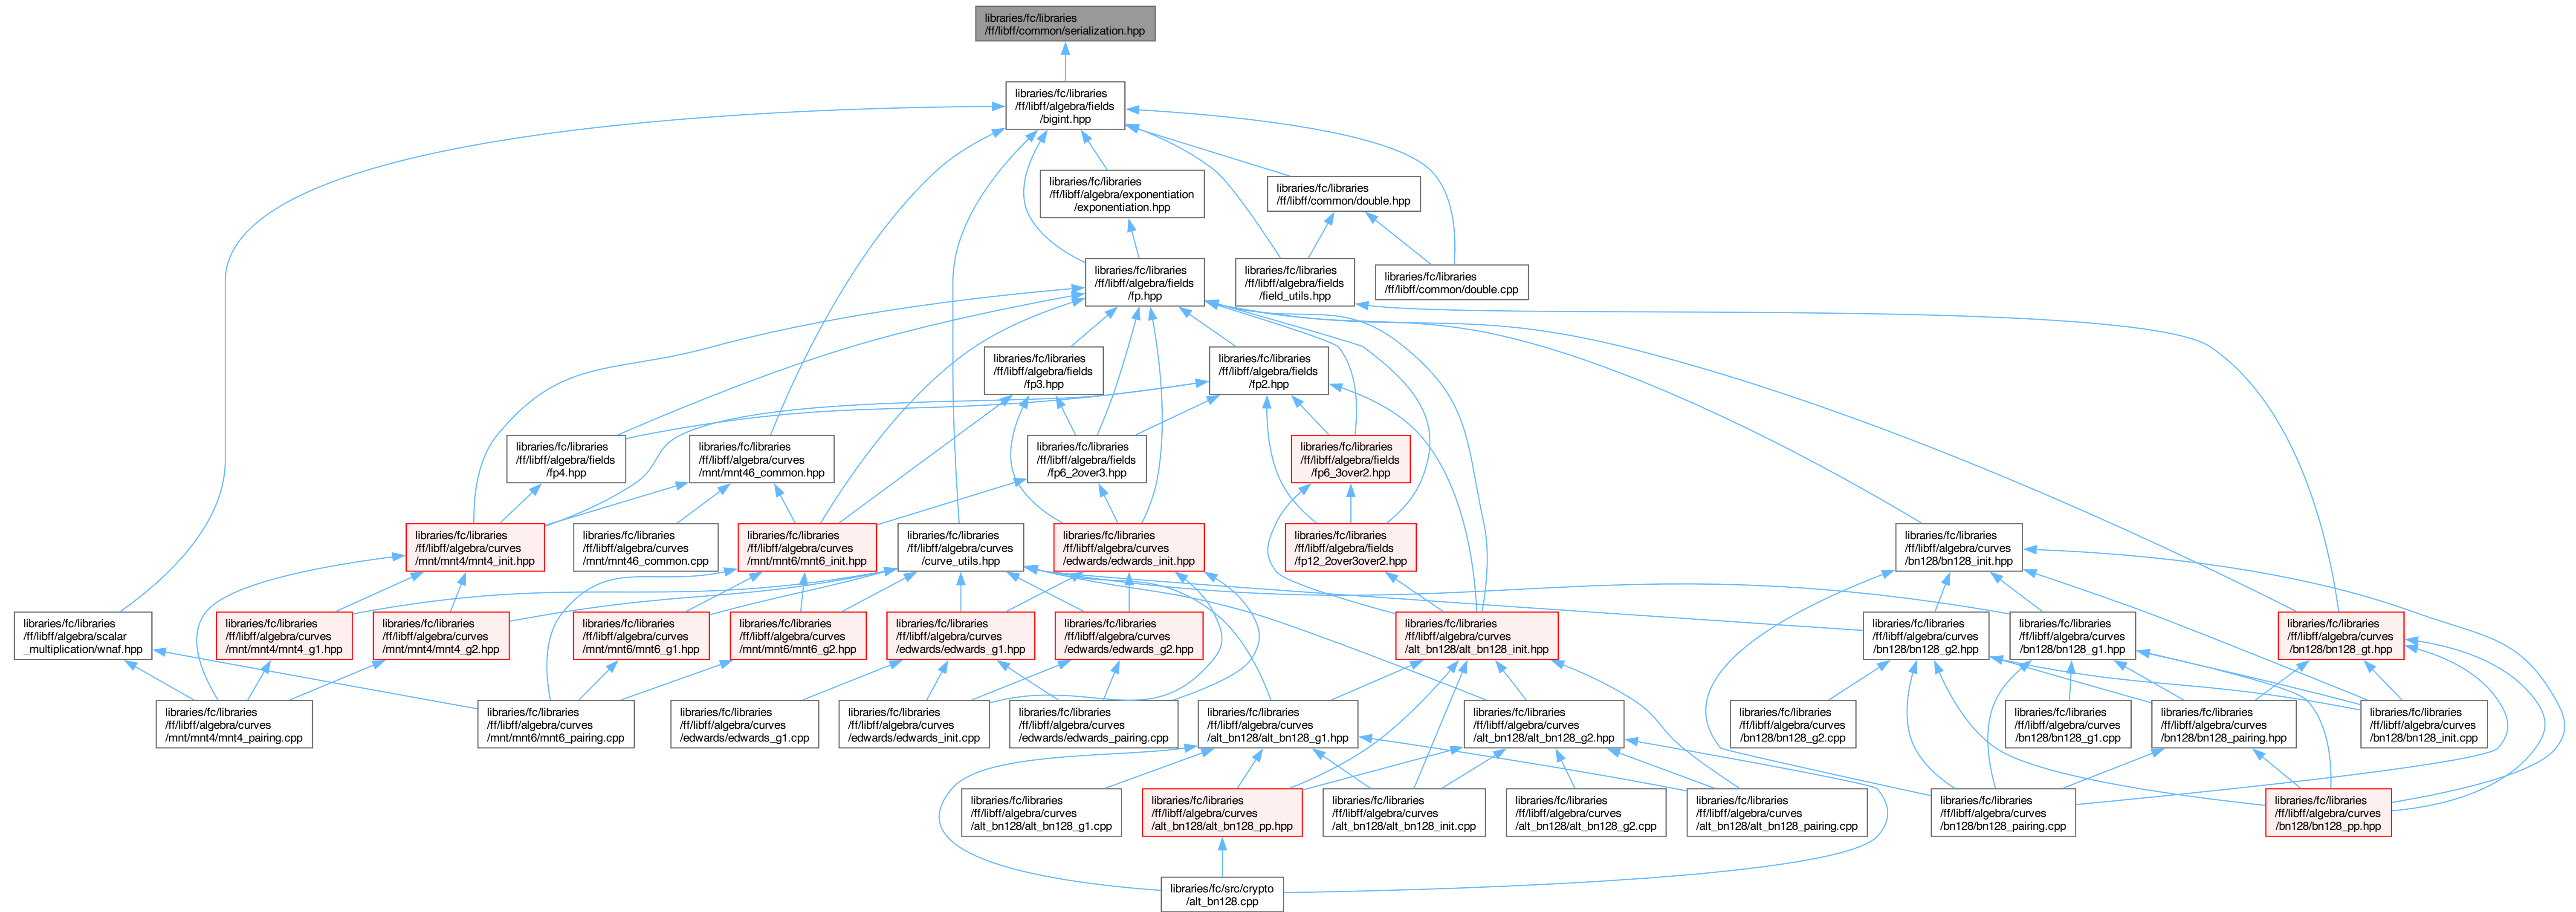 libraries/fc/libraries
/ff/libff/common/serialization.hpp
libraries/fc/libraries
/ff/libff/algebra/fields
/bigint.hpp
libraries/fc/libraries
/ff/libff/algebra/exponentiation
/exponentiation.hpp
libraries/fc/libraries
/ff/libff/common/double.hpp
libraries/fc/libraries
/ff/libff/algebra/fields
/fp.hpp
libraries/fc/libraries
/ff/libff/algebra/fields
/field_utils.hpp
libraries/fc/libraries
/ff/libff/common/double.cpp
libraries/fc/libraries
/ff/libff/algebra/fields
/fp3.hpp
libraries/fc/libraries
/ff/libff/algebra/fields
/fp2.hpp
libraries/fc/libraries
/ff/libff/algebra/fields
/fp4.hpp
libraries/fc/libraries
/ff/libff/algebra/curves
/mnt/mnt46_common.hpp
libraries/fc/libraries
/ff/libff/algebra/fields
/fp6_2over3.hpp
libraries/fc/libraries
/ff/libff/algebra/fields
/fp6_3over2.hpp
libraries/fc/libraries
/ff/libff/algebra/curves
/mnt/mnt4/mnt4_init.hpp
libraries/fc/libraries
/ff/libff/algebra/curves
/mnt/mnt46_common.cpp
libraries/fc/libraries
/ff/libff/algebra/curves
/mnt/mnt6/mnt6_init.hpp
libraries/fc/libraries
/ff/libff/algebra/curves
/curve_utils.hpp
libraries/fc/libraries
/ff/libff/algebra/curves
/edwards/edwards_init.hpp
libraries/fc/libraries
/ff/libff/algebra/fields
/fp12_2over3over2.hpp
libraries/fc/libraries
/ff/libff/algebra/curves
/bn128/bn128_init.hpp
libraries/fc/libraries
/ff/libff/algebra/scalar
_multiplication/wnaf.hpp
libraries/fc/libraries
/ff/libff/algebra/curves
/mnt/mnt4/mnt4_g1.hpp
libraries/fc/libraries
/ff/libff/algebra/curves
/mnt/mnt4/mnt4_g2.hpp
libraries/fc/libraries
/ff/libff/algebra/curves
/mnt/mnt6/mnt6_g1.hpp
libraries/fc/libraries
/ff/libff/algebra/curves
/mnt/mnt6/mnt6_g2.hpp
libraries/fc/libraries
/ff/libff/algebra/curves
/edwards/edwards_g1.hpp
libraries/fc/libraries
/ff/libff/algebra/curves
/edwards/edwards_g2.hpp
libraries/fc/libraries
/ff/libff/algebra/curves
/alt_bn128/alt_bn128_init.hpp
libraries/fc/libraries
/ff/libff/algebra/curves
/bn128/bn128_g2.hpp
libraries/fc/libraries
/ff/libff/algebra/curves
/bn128/bn128_g1.hpp
libraries/fc/libraries
/ff/libff/algebra/curves
/bn128/bn128_gt.hpp
libraries/fc/libraries
/ff/libff/algebra/curves
/mnt/mnt4/mnt4_pairing.cpp
libraries/fc/libraries
/ff/libff/algebra/curves
/mnt/mnt6/mnt6_pairing.cpp
libraries/fc/libraries
/ff/libff/algebra/curves
/edwards/edwards_g1.cpp
libraries/fc/libraries
/ff/libff/algebra/curves
/edwards/edwards_init.cpp
libraries/fc/libraries
/ff/libff/algebra/curves
/edwards/edwards_pairing.cpp
libraries/fc/libraries
/ff/libff/algebra/curves
/alt_bn128/alt_bn128_g1.hpp
libraries/fc/libraries
/ff/libff/algebra/curves
/alt_bn128/alt_bn128_g2.hpp
libraries/fc/libraries
/ff/libff/algebra/curves
/bn128/bn128_g2.cpp
libraries/fc/libraries
/ff/libff/algebra/curves
/bn128/bn128_g1.cpp
libraries/fc/libraries
/ff/libff/algebra/curves
/bn128/bn128_pairing.hpp
libraries/fc/libraries
/ff/libff/algebra/curves
/bn128/bn128_init.cpp
libraries/fc/libraries
/ff/libff/algebra/curves
/alt_bn128/alt_bn128_g1.cpp
libraries/fc/libraries
/ff/libff/algebra/curves
/alt_bn128/alt_bn128_pp.hpp
libraries/fc/libraries
/ff/libff/algebra/curves
/alt_bn128/alt_bn128_init.cpp
libraries/fc/libraries
/ff/libff/algebra/curves
/alt_bn128/alt_bn128_g2.cpp
libraries/fc/libraries
/ff/libff/algebra/curves
/alt_bn128/alt_bn128_pairing.cpp
libraries/fc/libraries
/ff/libff/algebra/curves
/bn128/bn128_pairing.cpp
libraries/fc/libraries
/ff/libff/algebra/curves
/bn128/bn128_pp.hpp
libraries/fc/src/crypto
/alt_bn128.cpp